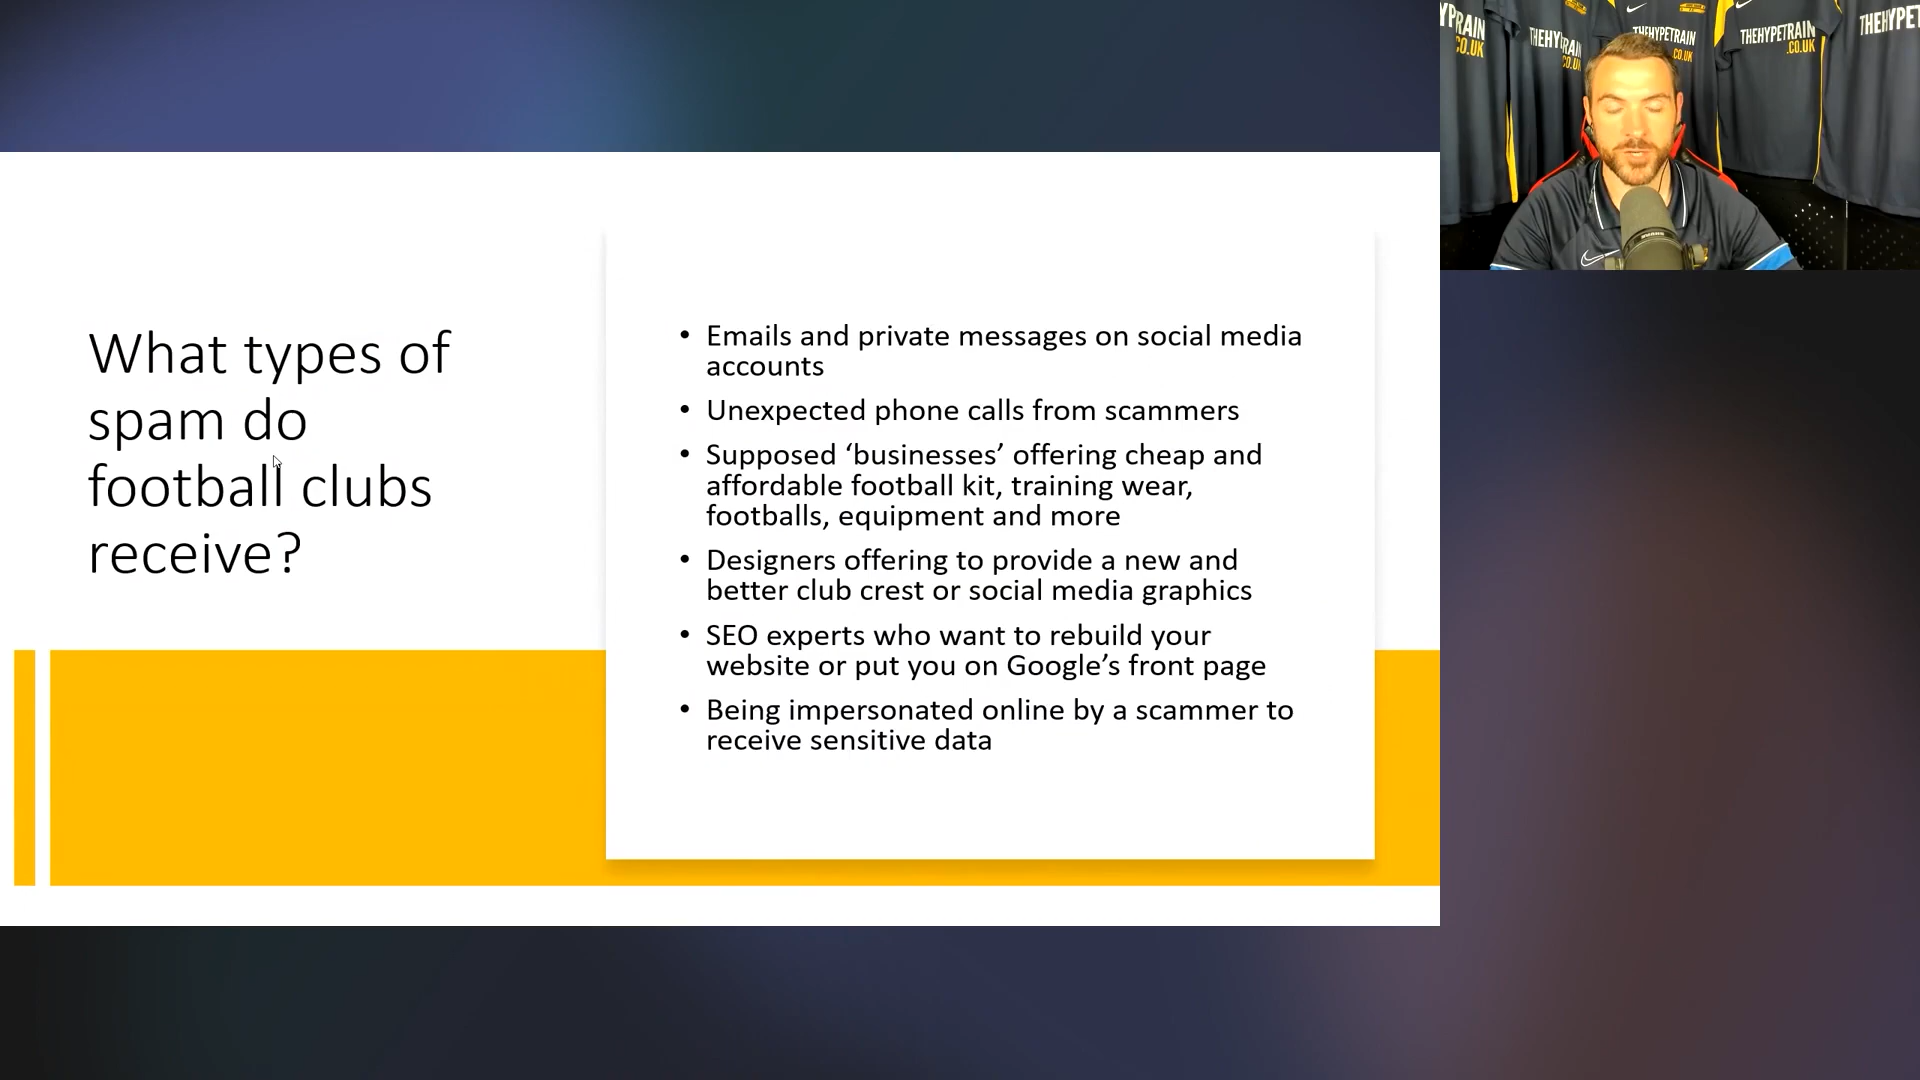 What types of
spam do
football clubs
receive?
• Emails and private messages on social media
accounts
• Unexpected phone calls from scammers
• Supposed ‘businesses’ offering cheap and
affordable football kit, training wear,
footballs, equipment and more
• Designers offering to provide a new and
better club crest or social media graphics
• SEO experts who want to rebuild your
website or put you on Google’s front page
• Being impersonated online by a scammer to
receive sensitive data
THEHYPETRAIN
.CO.UK
THEHYPETRAIN
.CO.UK